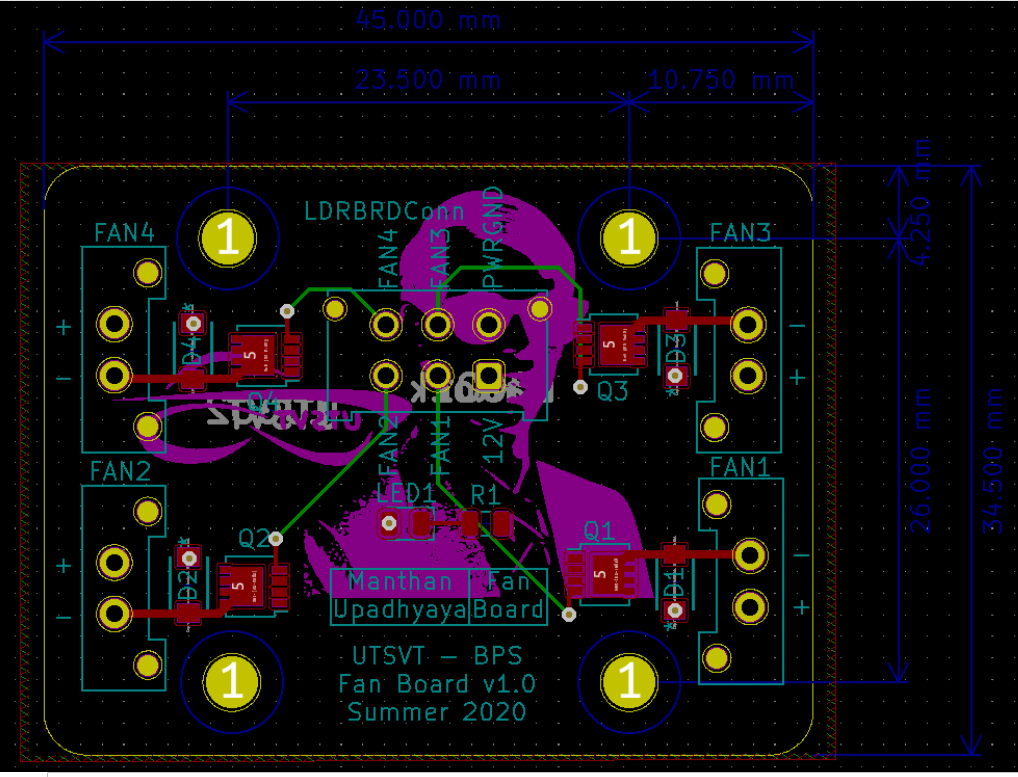 45.000 mm
23.500 mm
10.750 mm
4.250 mm
LDRBRDConn
FAN4
FAN3
FAN4
FAN3
PWRGND
1
1
+
−
D4
Q4
5
5
D3
Q3
−
+
UTSVT
FAN2
FAN1
12V
26.000 mm
34.500 mm
FAN2
FAN1
LED1
R1
Q2
Q1
+
−
D2
5
5
D1
−
+
Manthan Fan
Upadhyaya Board
UTSVT – BPS
Fan Board v1.0
Summer 2020
1
1